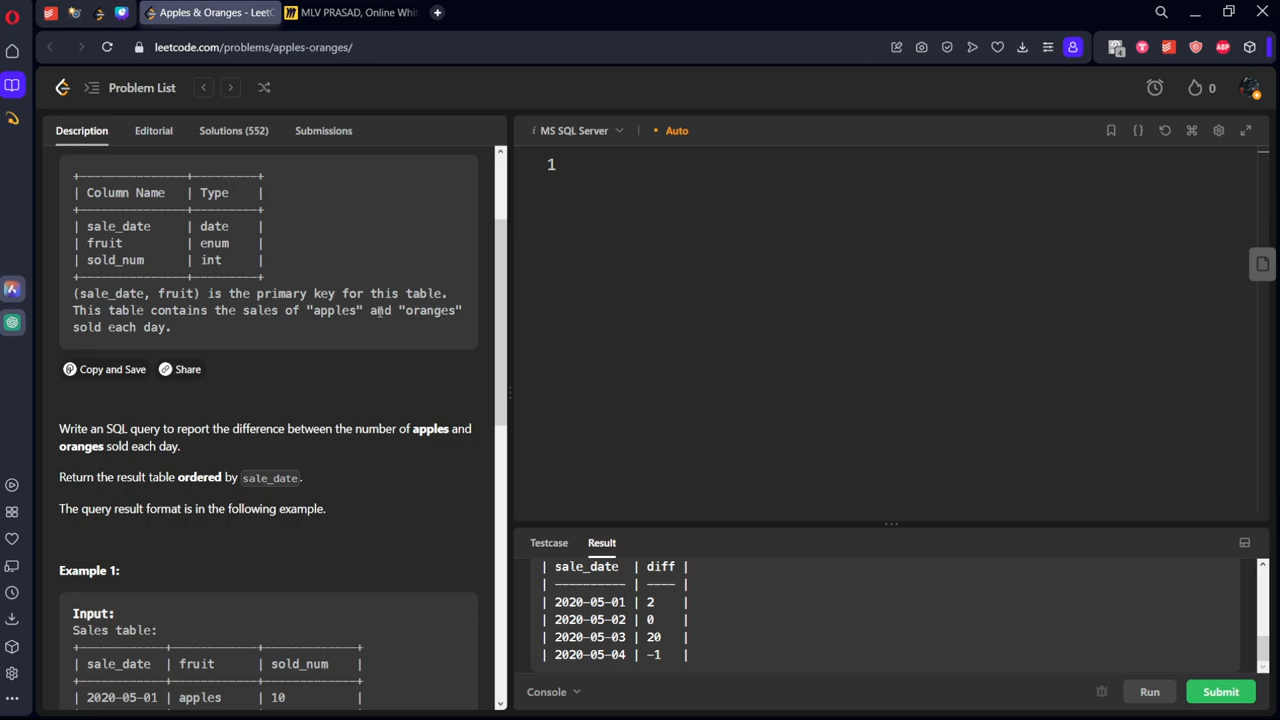 Apples & Oranges - LeetC
MLV PRASAD, Online Whit
leetcode.com/problems/apples-oranges/
4
ABP
Problem List
0
Description
Editorial
Solutions (552)
Submissions
+---------------+---------+
| Column Name   | Type    |
+---------------+---------+
| sale_date     | date    |
| fruit         | enum    |
| sold_num      | int     |
+---------------+---------+
(sale_date, fruit) is the primary key for this table.
This table contains the sales of "apples" and "oranges"
sold each day.
Copy and Save
Share
Write an SQL query to report the difference between the number of apples and
oranges sold each day.
Return the result table ordered by sale_date.
The query result format is in the following example.
Example 1:
Input:
Sales table:
+------------+------------+-------------+
| sale_date  | fruit      | sold_num    |
+------------+------------+-------------+
| 2020-05-01 | apples     | 10
i MS SQL Server
• Auto
{}
1
Testcase
Result
| sale_date  | diff |
| ---------- | ---- |
| 2020-05-01 | 2    |
| 2020-05-02 | 0    |
| 2020-05-03 | 20   |
| 2020-05-04 | -1   |
Console
Run
Submit